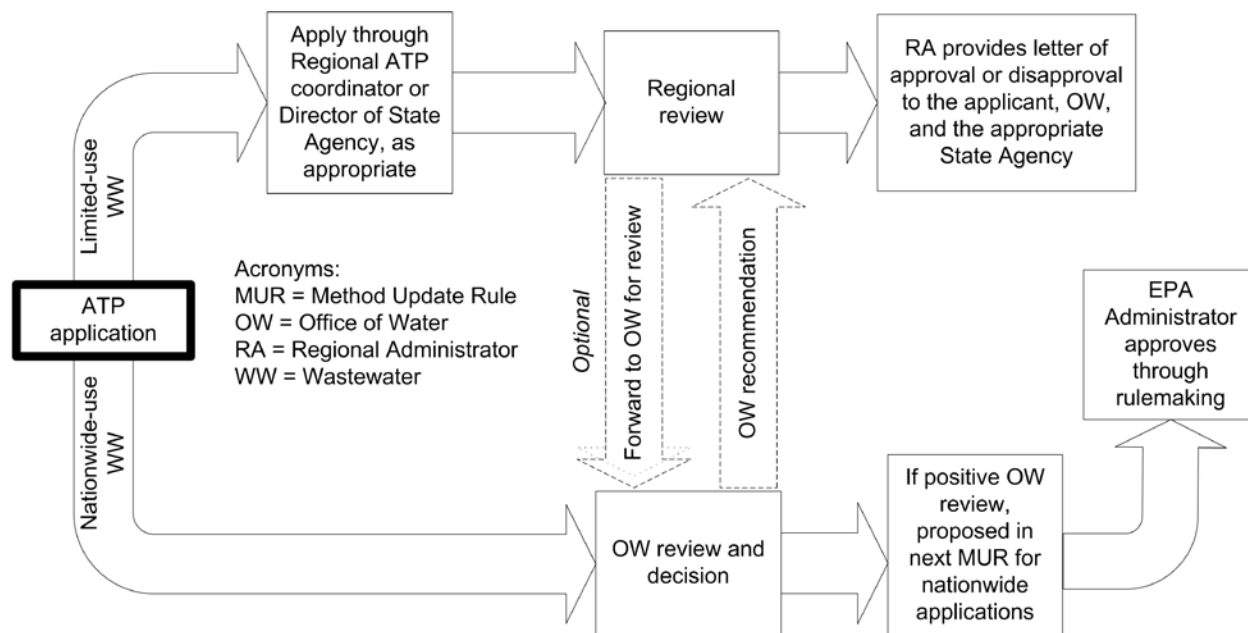 Apply through
Regional ATP
coordinator or
Director of State
Agency, as
appropriate
Regional
review
RA provides letter of
approval or disapproval
to the applicant, OW,
and the appropriate
State Agency
Limited-use
WW
ATP
application
Nationwide-use
WW
Acronyms:
MUR = Method Update Rule
OW = Office of Water
RA = Regional Administrator
WW = Wastewater
Optional
Forward to OW for review
OW recommendation
EPA
Administrator
approves
through
rulemaking
OW review and
decision
If positive OW
review,
proposed in
next MUR for
nationwide
applications